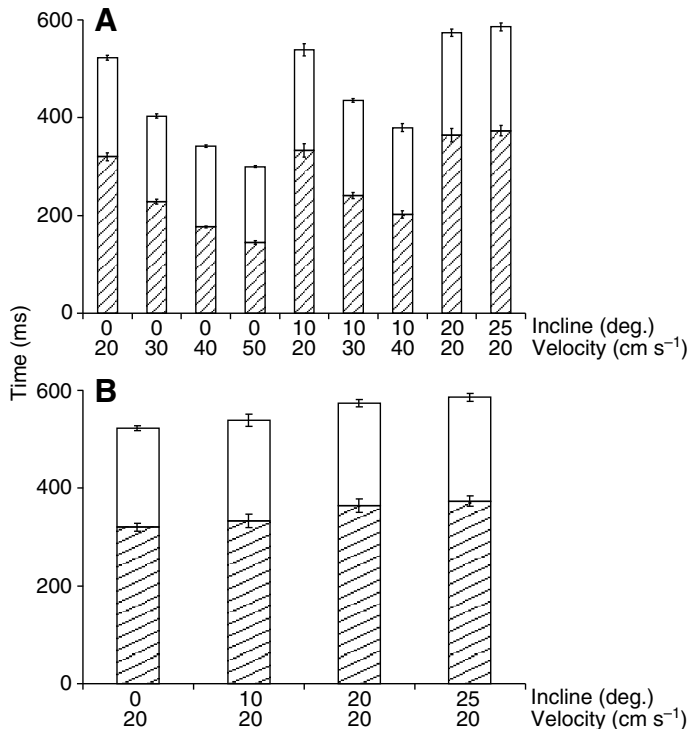 A
600
400
200
0
0 0 0 0 10 10 10 20 25 Incline (deg.)
20 30 40 50 20 30 40 20 20 Velocity (cm s⁻¹)
Time (ms)
B
600
400
200
0
0 10 20 25 Incline (deg.)
20 20 20 20 Velocity (cm s⁻¹)